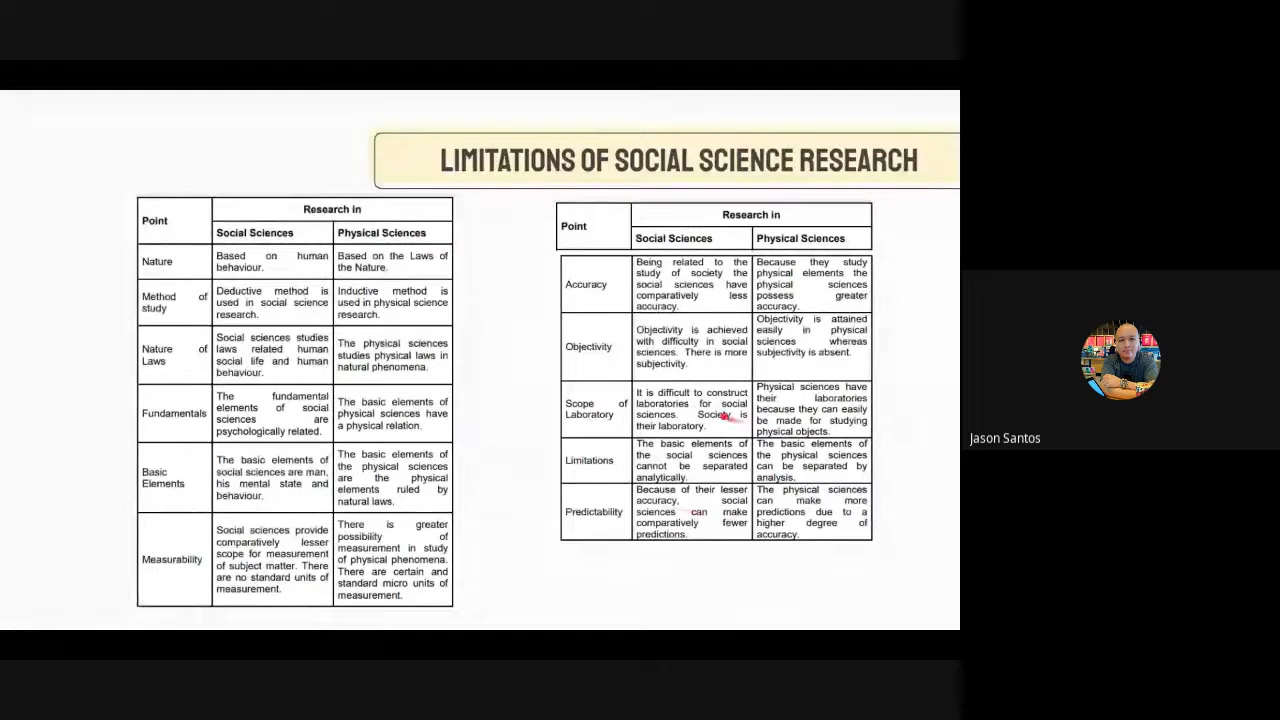 LIMITATIONS OF SOCIAL SCIENCE RESEARCH
Point
Research in
Social Sciences
Physical Sciences
Nature
Based on human
behaviour.
Based on the Laws of
the Nature.
Method of
study
Deductive method is
used in social science
research.
Inductive method is
used in physical science
research.
Nature of
Laws
Social sciences studies
laws related human
social life and human
behaviour.
The physical sciences
studies physical laws in
natural phenomena.
Fundamentals
The fundamental
elements of social
sciences are
psychologically related.
The basic elements of
physical sciences have
a physical relation.
Basic
Elements
The basic elements of
social sciences are man,
his mental state and
behaviour.
The basic elements of
the physical sciences
are the physical
elements ruled by
natural laws.
Measurability
Social sciences provide
comparatively lesser
scope for measurement
of subject matter. There
are no standard units of
measurement.
There is greater
possibility of
measurement in study
of physical phenomena.
There are certain and
standard micro units of
measurement.
Point
Research in
Social Sciences
Physical Sciences
Accuracy
Being related to the
study of society the
social sciences have
comparatively less
accuracy.
Because they study
physical elements the
physical sciences
possess greater
accuracy.
Objectivity
Objectivity is achieved
with difficulty in social
sciences. There is more
subjectivity.
Objectivity is attained
easily in physical
sciences whereas
subjectivity is absent.
Scope of
Laboratory
It is difficult to construct
laboratories for social
sciences. Society is
their laboratory.
Physical sciences have
their laboratories
because they can easily
be made for studying
physical objects.
Limitations
The basic elements of
the social sciences
cannot be separated
analytically.
The basic elements of
the physical sciences
can be separated by
analysis.
Predictability
Because of their lesser
accuracy, social
sciences can make
comparatively fewer
predictions.
The physical sciences
can make more
predictions due to a
higher degree of
accuracy.
Jason Santos